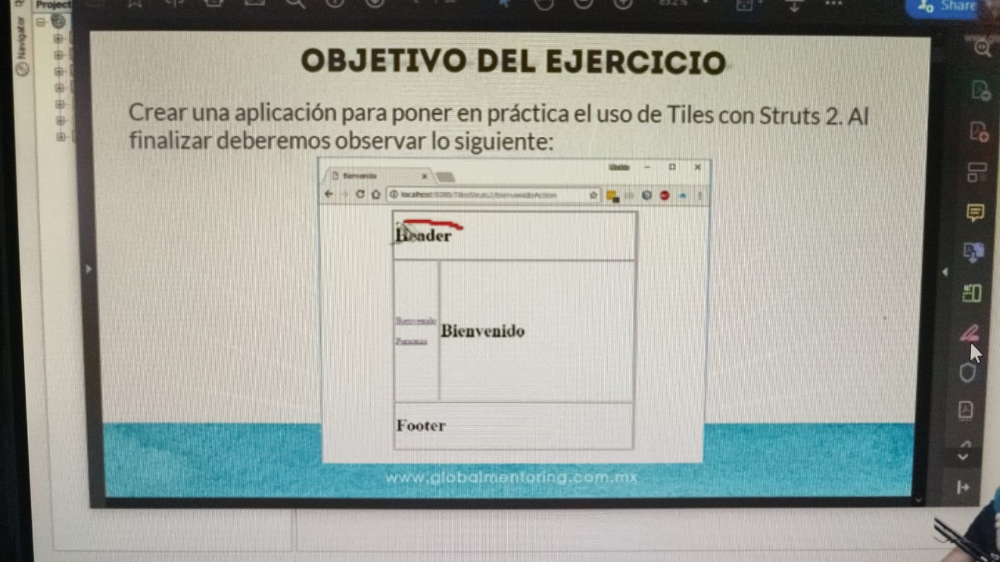 Project
Navigator
Share
OBJETIVO DEL EJERCICIO
Crear una aplicación para poner en práctica el uso de Tiles con Struts 2. Al
finalizar deberemos observar lo siguiente:
Bienvenido
localhost:8080/TilesStruts2/bienvenidoAction
Header
Bienvenido
Personas
Bienvenido
Footer
www.globalmentoring.com.mx